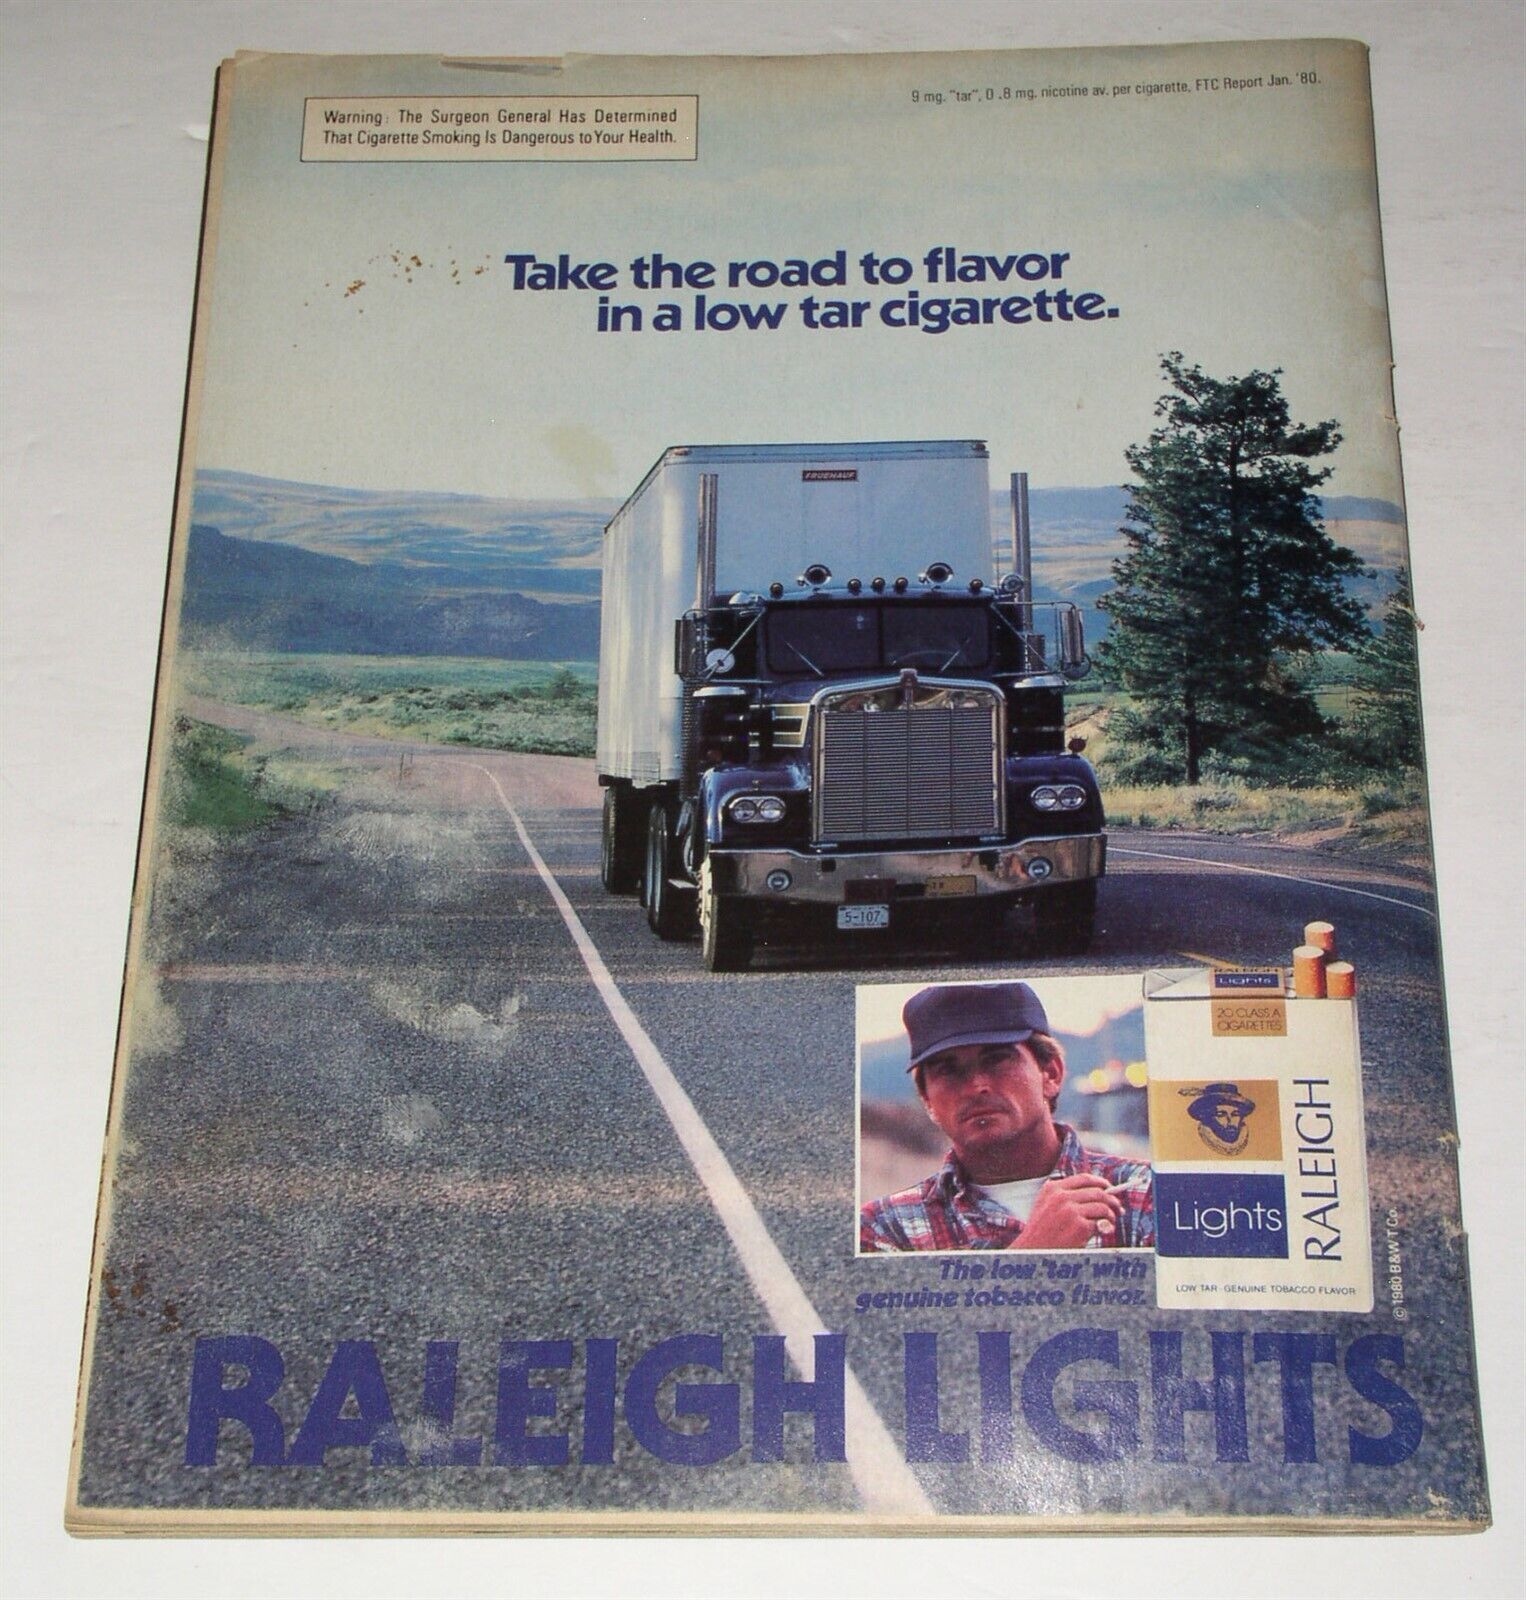 Warning: The Surgeon General Has Determined
That Cigarette Smoking Is Dangerous to Your Health.
9 mg. "tar", 0.8 mg. nicotine av. per cigarette, FTC Report Jan. '80.
Take the road to flavor
in a low tar cigarette.
FRUEHAUF
5-107
RALEIGH
Lights
20 CLASS A
CIGARETTES
RALEIGH
Lights
LOW TAR-GENUINE TOBACCO FLAVOR
The low 'tar' with
genuine tobacco flavor.
© 1980 B&W T Co.
RALEIGH LIGHTS